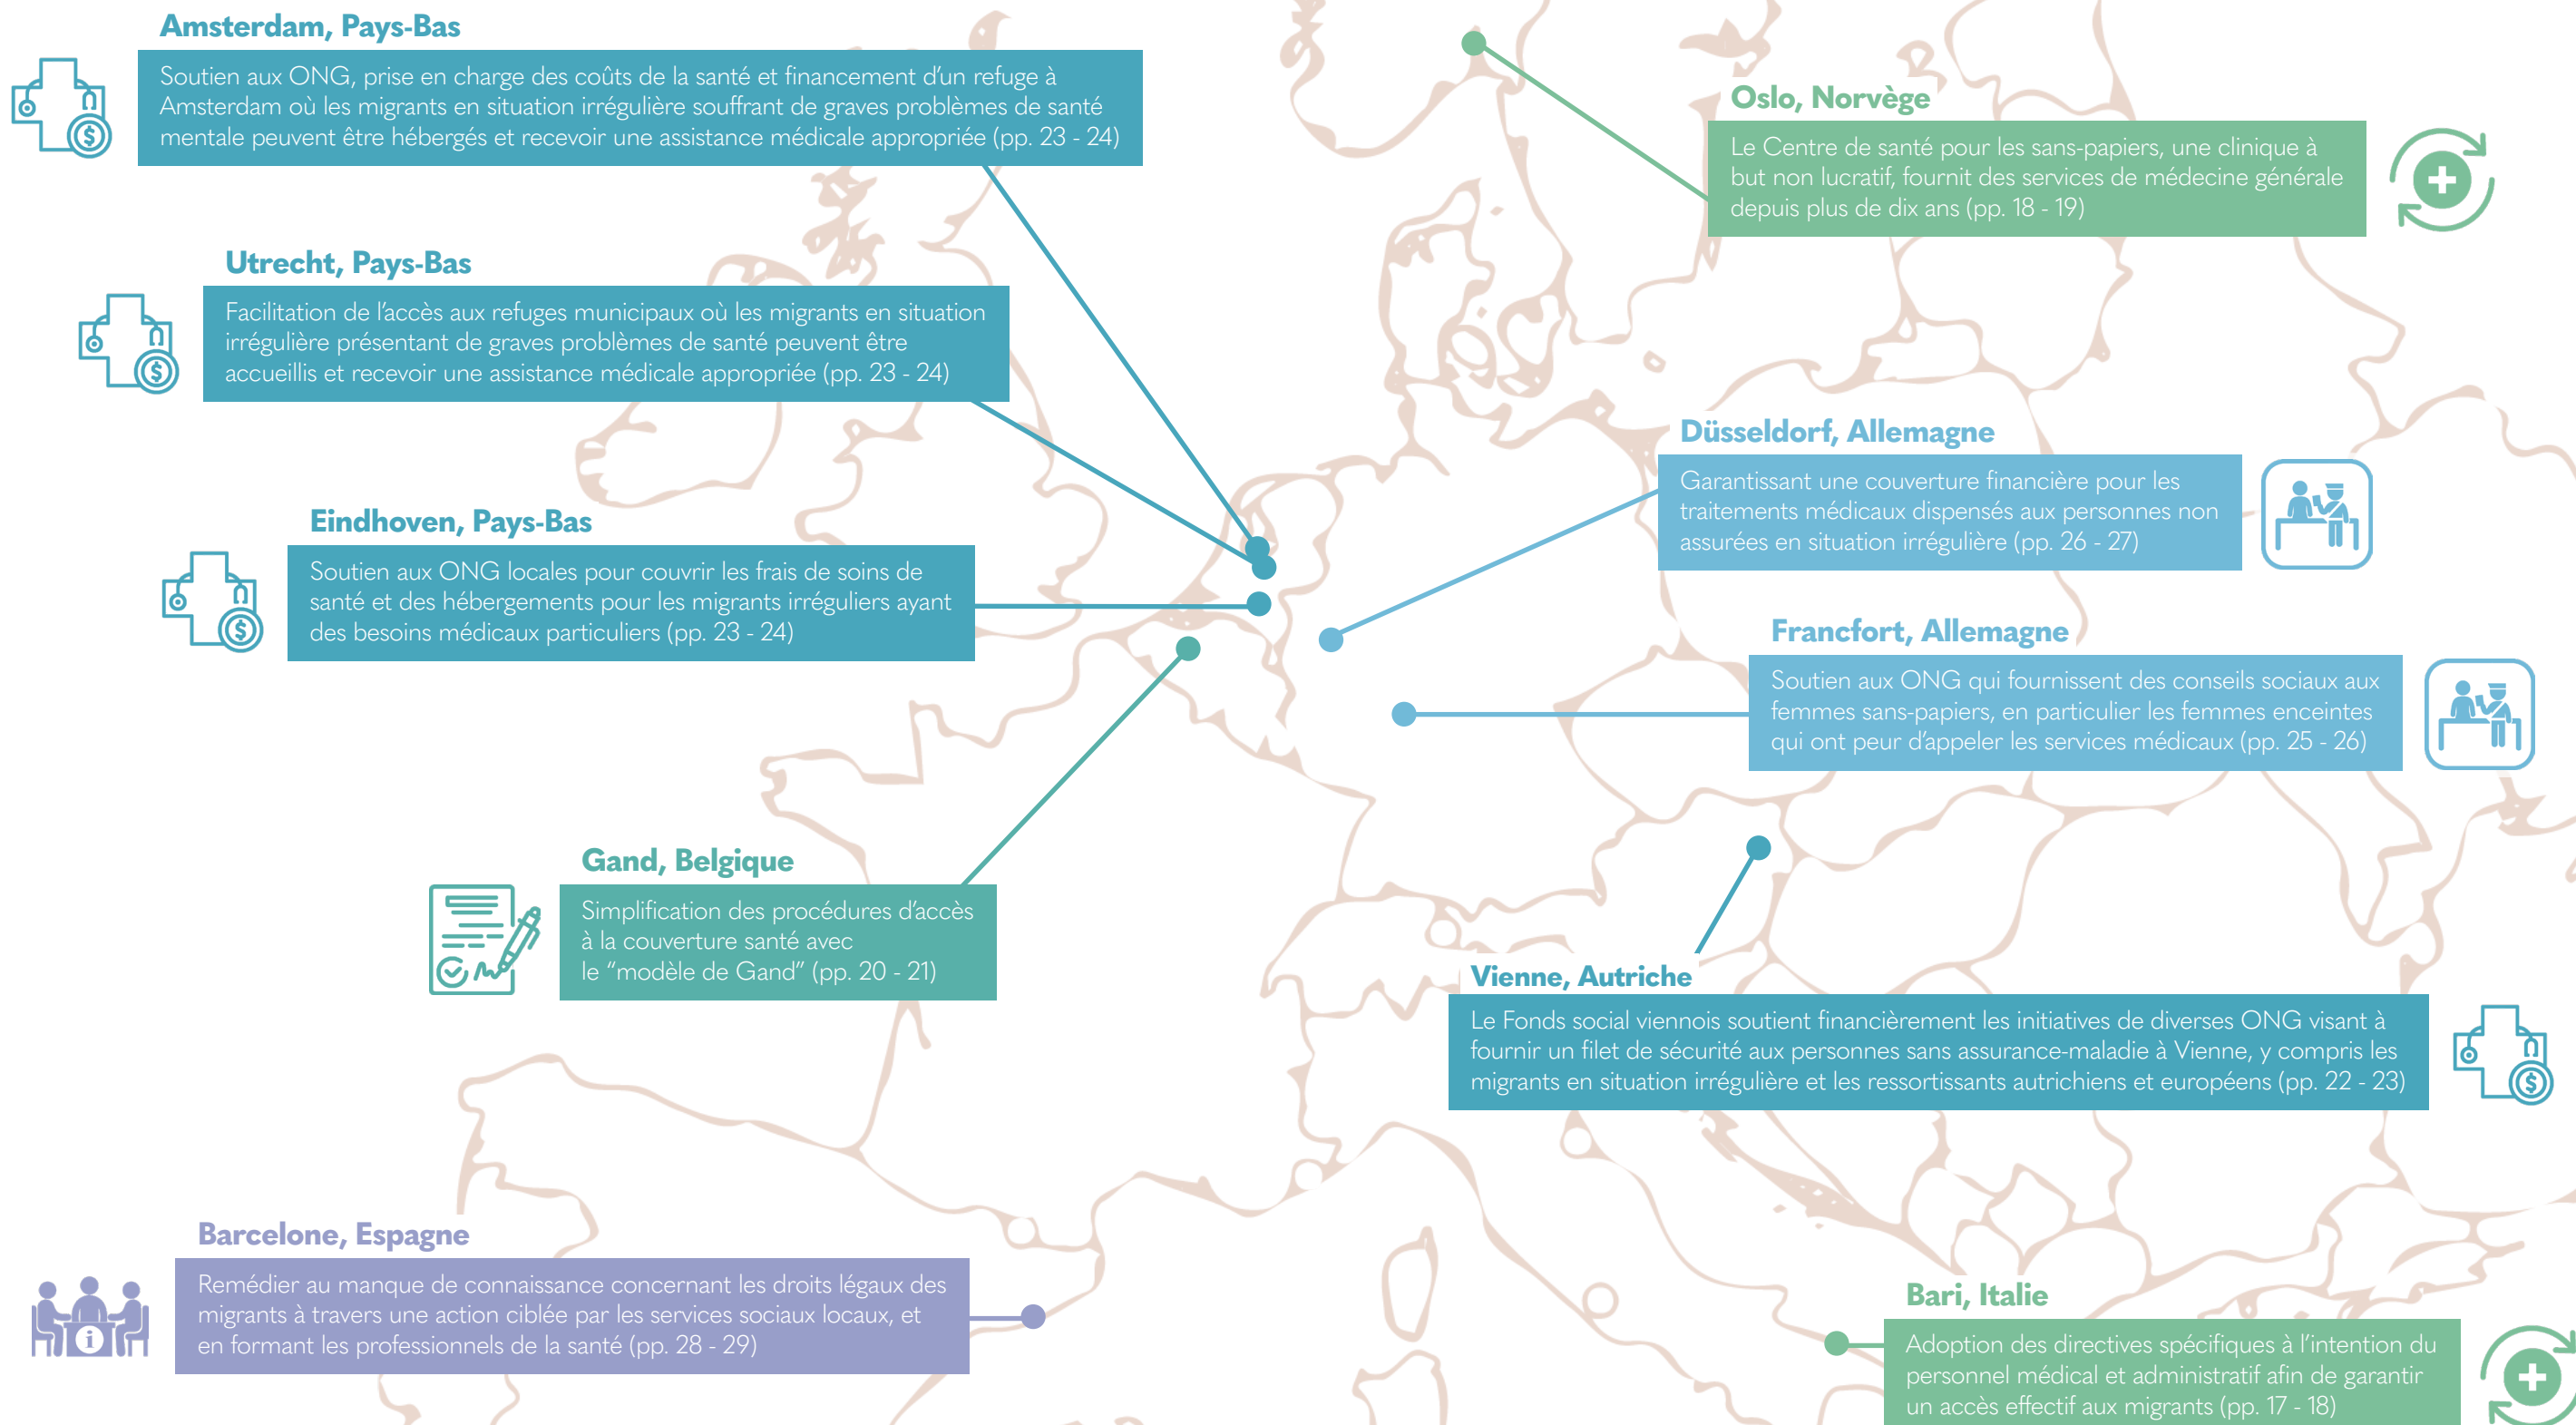 Amsterdam, Pays-Bas
Soutien aux ONG, prise en charge des coûts de la santé et financement d’un refuge à
Amsterdam où les migrants en situation irrégulière souffrant de graves problèmes de santé
mentale peuvent être hébergés et recevoir une assistance médicale appropriée (pp. 23 - 24)
Oslo, Norvège
Le Centre de santé pour les sans-papiers, une clinique à
but non lucratif, fournit des services de médecine générale
depuis plus de dix ans (pp. 18 - 19)
Utrecht, Pays-Bas
Facilitation de l’accès aux refuges municipaux où les migrants en situation
irrégulière présentant de graves problèmes de santé peuvent être
accueillis et recevoir une assistance médicale appropriée (pp. 23 - 24)
Düsseldorf, Allemagne
Garantissant une couverture financière pour les
traitements médicaux dispensés aux personnes non
assurées en situation irrégulière (pp. 26 - 27)
Eindhoven, Pays-Bas
Soutien aux ONG locales pour couvrir les frais de soins de
santé et des hébergements pour les migrants irréguliers ayant
des besoins médicaux particuliers (pp. 23 - 24)
Francfort, Allemagne
Soutien aux ONG qui fournissent des conseils sociaux aux
femmes sans-papiers, en particulier les femmes enceintes
qui ont peur d’appeler les services médicaux (pp. 25 - 26)
Gand, Belgique
Simplification des procédures d’accès
à la couverture santé avec
le “modèle de Gand” (pp. 20 - 21)
Vienne, Autriche
Le Fonds social viennois soutient financièrement les initiatives de diverses ONG visant à
fournir un filet de sécurité aux personnes sans assurance-maladie à Vienne, y compris les
migrants en situation irrégulière et les ressortissants autrichiens et européens (pp. 22 - 23)
Barcelone, Espagne
Remédier au manque de connaissance concernant les droits légaux des
migrants à travers une action ciblée par les services sociaux locaux, et
en formant les professionnels de la santé (pp. 28 - 29)
Bari, Italie
Adoption des directives spécifiques à l’intention du
personnel médical et administratif afin de garantir
un accès effectif aux migrants (pp. 17 - 18)